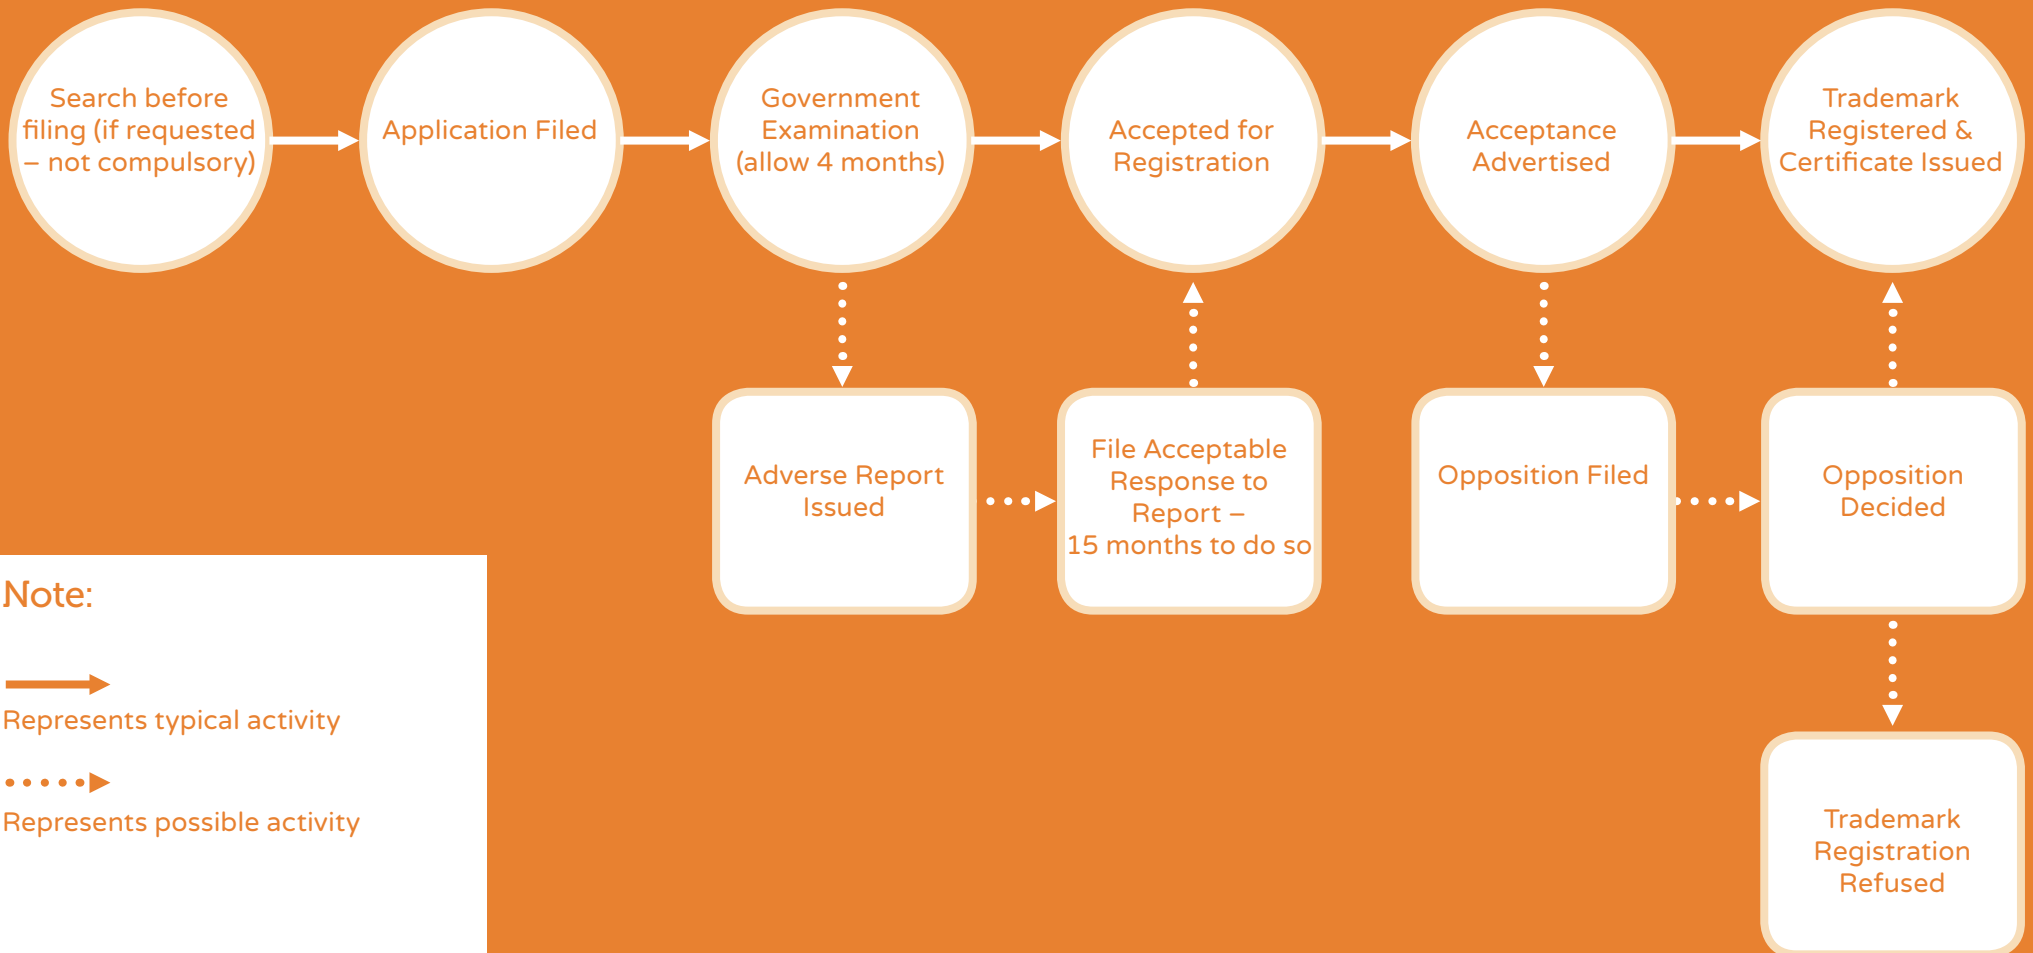 Search before
filing (if requested
– not compulsory)
Application Filed
Government
Examination
(allow 4 months)
Accepted for
Registration
Acceptance
Advertised
Trademark
Registered &
Certificate Issued
Adverse Report
Issued
File Acceptable
Response to
Report –
15 months to do so
Opposition Filed
Opposition
Decided
Trademark
Registration
Refused
Note:
Represents typical activity
Represents possible activity